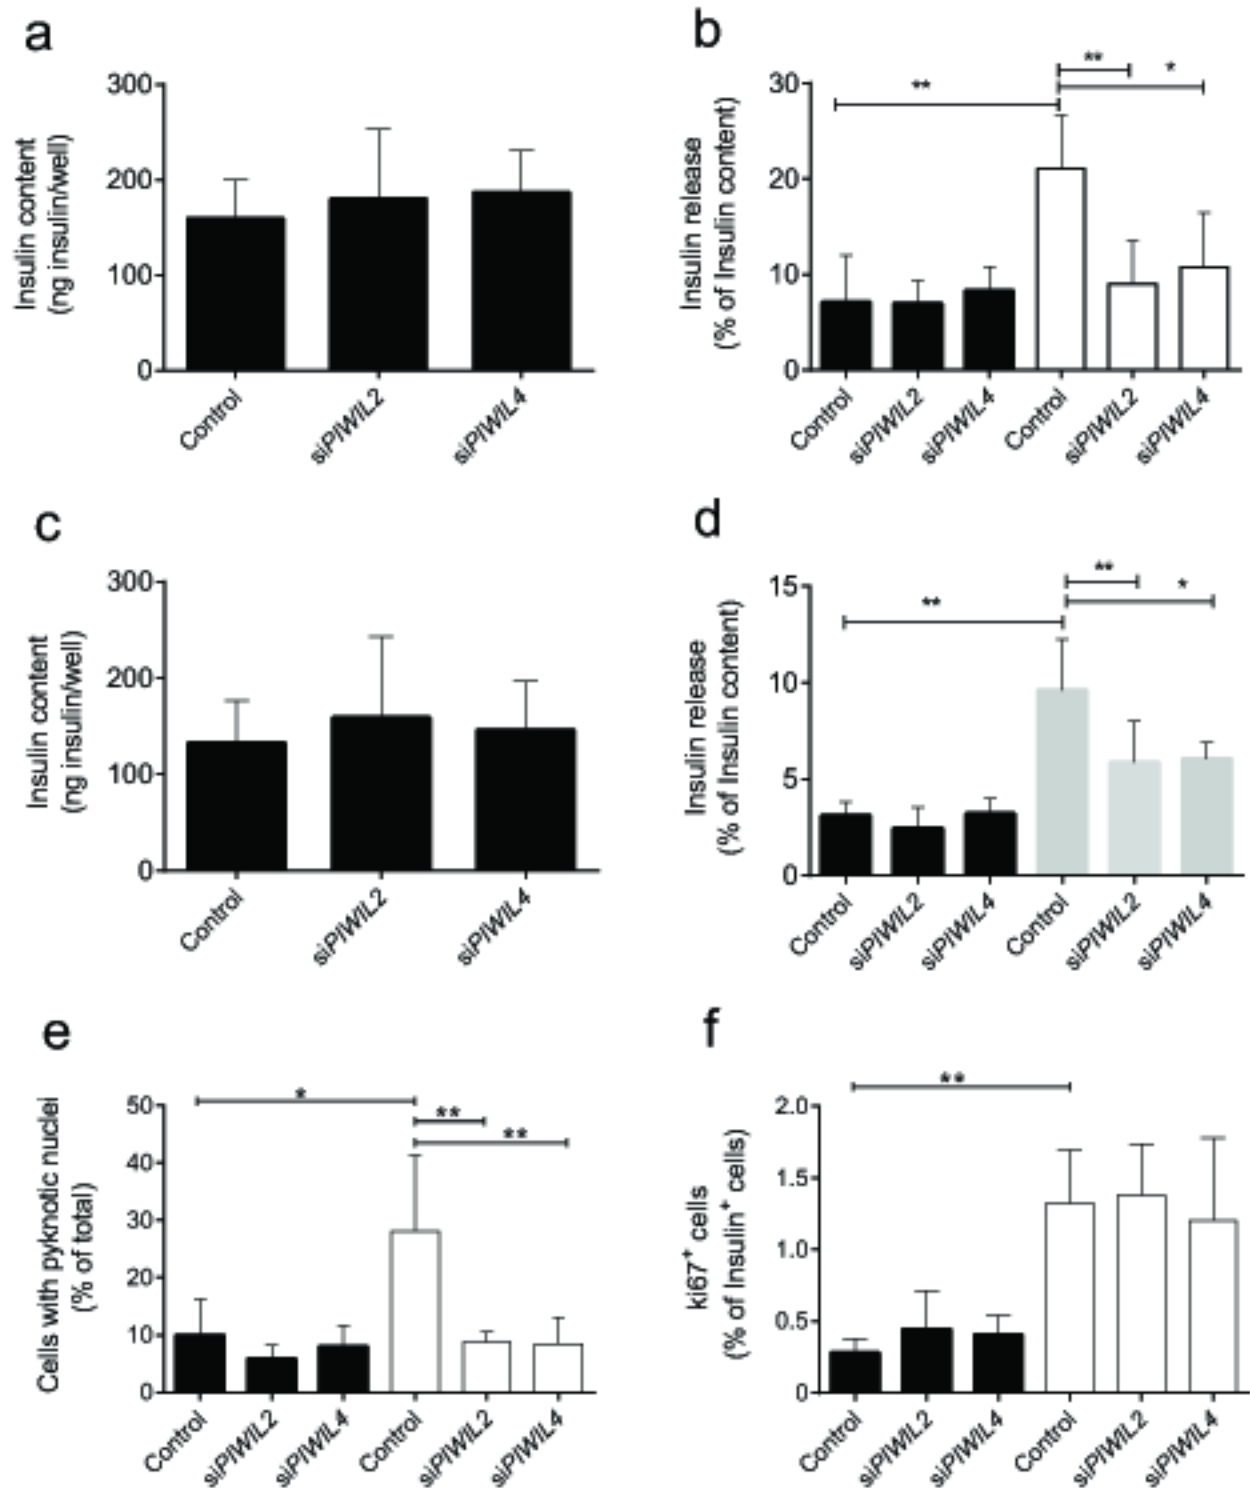 a
300
200
100
0
Insulin content
(ng insulin/well)
Control
siPIWIL2
siPIWIL4
b
30
20
10
0
Insulin release
(% of Insulin content)
**
**
*
Control
siPIWIL2
siPIWIL4
Control
siPIWIL2
siPIWIL4
c
300
200
100
0
Insulin content
(ng insulin/well)
Control
siPIWIL2
siPIWIL4
d
15
10
5
0
Insulin release
(% of Insulin content)
**
**
*
Control
siPIWIL2
siPIWIL4
Control
siPIWIL2
siPIWIL4
e
50
40
30
20
10
0
Cells with pyknotic nuclei
(% of total)
*
**
**
Control
siPIWIL2
siPIWIL4
Control
siPIWIL2
siPIWIL4
f
2.0
1.5
1.0
0.5
0
ki67⁺ cells
(% of Insulin⁺ cells)
**
Control
siPIWIL2
siPIWIL4
Control
siPIWIL2
siPIWIL4